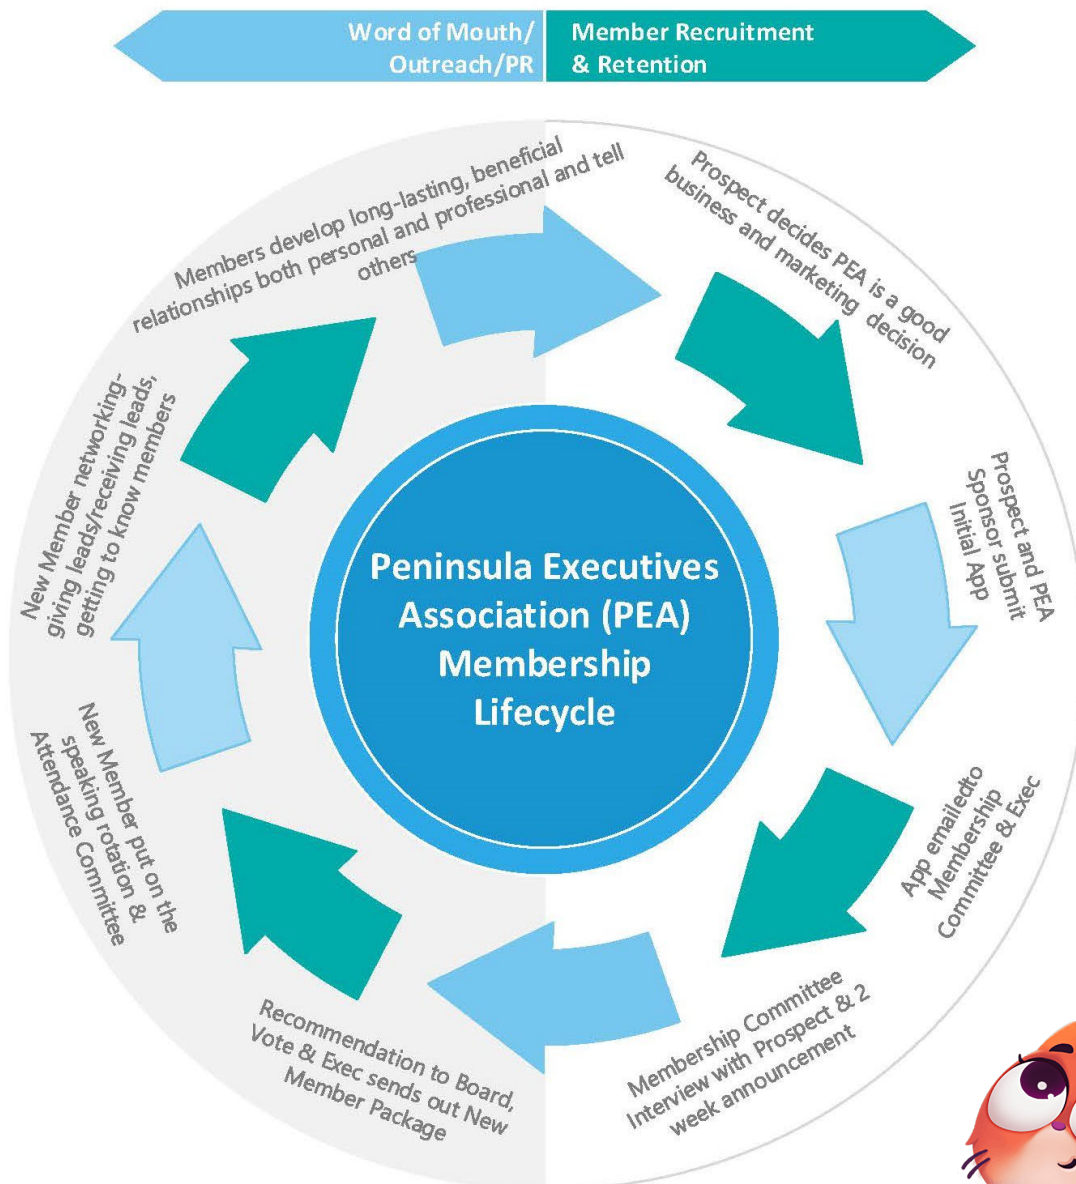 Word of Mouth/
Outreach/PR
Member Recruitment
& Retention
Members develop long-lasting, beneficial
relationships both personal and professional and tell
others
Prospect decides PEA is a good
business and marketing decision
Prospect and PEA
Sponsor submit
Initial App
App emailedto
Membership
Committee & Exec
Membership Committee
Interview with Prospect & 2
week announcement
Recommendation to Board,
Vote & Exec sends out New
Member Package
New Member put on the
speaking rotation &
Attendance Committee
New Member networking-
giving leads/receiving leads,
getting to know members
Peninsula Executives
Association (PEA)
Membership
Lifecycle